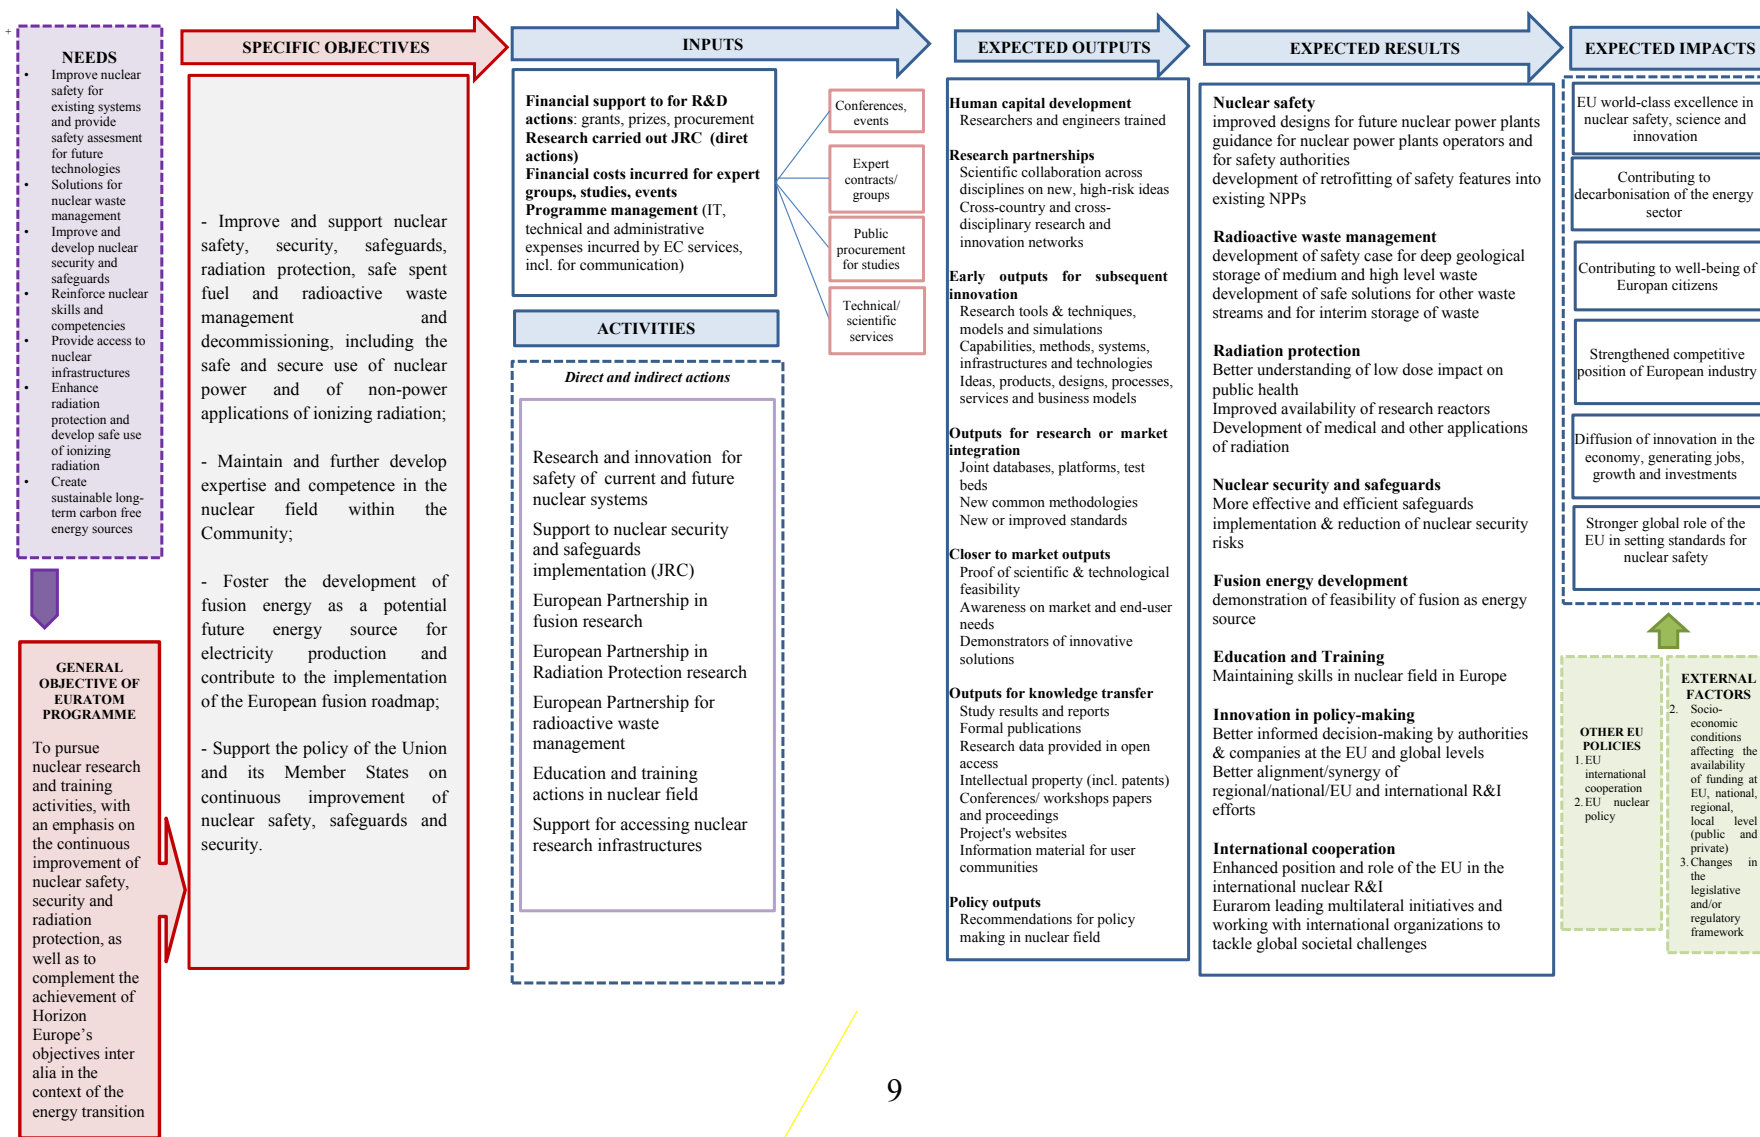 +
NEEDS
• Improve nuclear
safety for
existing systems
and provide
safety assesment
for future
technologies
• Solutions for
nuclear waste
management
• Improve and
develop nuclear
security and
safeguards
• Reinforce nuclear
skills and
competencies
• Provide access to
nuclear
infrastructures
• Enhance
radiation
protection and
develop safe use
of ionizing
radiation
• Create
sustainable long-
term carbon free
energy sources
GENERAL
OBJECTIVE OF
EURATOM
PROGRAMME
To pursue
nuclear research
and training
activities, with
an emphasis on
the continuous
improvement of
nuclear safety,
security and
radiation
protection, as
well as to
complement the
achievement of
Horizon
Europe’s
objectives inter
alia in the
context of the
energy transition
SPECIFIC OBJECTIVES
- Improve and support nuclear
safety, security, safeguards,
radiation protection, safe spent
fuel and radioactive waste
management and
decommissioning, including the
safe and secure use of nuclear
power and of non-power
applications of ionizing radiation;
- Maintain and further develop
expertise and competence in the
nuclear field within the
Community;
- Foster the development of
fusion energy as a potential
future energy source for
electricity production and
contribute to the implementation
of the European fusion roadmap;
- Support the policy of the Union
and its Member States on
continuous improvement of
nuclear safety, safeguards and
security.
INPUTS
Financial support to for R&D
actions: grants, prizes, procurement
Research carried out JRC (diret
actions)
Financial costs incurred for expert
groups, studies, events
Programme management (IT,
technical and administrative
expenses incurred by EC services,
incl. for communication)
Conferences,
events
Expert
contracts/
groups
Public
procurement
for studies
Technical/
scientific
services
ACTIVITIES
Direct and indirect actions
Research and innovation for
safety of current and future
nuclear systems
Support to nuclear security
and safeguards
implementation (JRC)
European Partnership in
fusion research
European Partnership in
Radiation Protection research
European Partnership for
radioactive waste
management
Education and training
actions in nuclear field
Support for accessing nuclear
research infrastructures
EXPECTED OUTPUTS
Human capital development
Researchers and engineers trained
Research partnerships
Scientific collaboration across
disciplines on new, high-risk ideas
Cross-country and cross-
disciplinary research and
innovation networks
Early outputs for subsequent
innovation
Research tools & techniques,
models and simulations
Capabilities, methods, systems,
infrastructures and technologies
Ideas, products, designs, processes,
services and business models
Outputs for research or market
integration
Joint databases, platforms, test
beds
New common methodologies
New or improved standards
Closer to market outputs
Proof of scientific & technological
feasibility
Awareness on market and end-user
needs
Demonstrators of innovative
solutions
Outputs for knowledge transfer
Study results and reports
Formal publications
Research data provided in open
access
Intellectual property (incl. patents)
Conferences/ workshops papers
and proceedings
Project's websites
Information material for user
communities
Policy outputs
Recommendations for policy
making in nuclear field
EXPECTED RESULTS
Nuclear safety
improved designs for future nuclear power plants
guidance for nuclear power plants operators and
for safety authorities
development of retrofitting of safety features into
existing NPPs
Radioactive waste management
development of safety case for deep geological
storage of medium and high level waste
development of safe solutions for other waste
streams and for interim storage of waste
Radiation protection
Better understanding of low dose impact on
public health
Improved availability of research reactors
Development of medical and other applications
of radiation
Nuclear security and safeguards
More effective and efficient safeguards
implementation & reduction of nuclear security
risks
Fusion energy development
demonstration of feasibility of fusion as energy
source
Education and Training
Maintaining skills in nuclear field in Europe
Innovation in policy-making
Better informed decision-making by authorities
& companies at the EU and global levels
Better alignment/synergy of
regional/national/EU and international R&I
efforts
International cooperation
Enhanced position and role of the EU in the
international nuclear R&I
Eurarom leading multilateral initiatives and
working with international organizations to
tackle global societal challenges
EXPECTED IMPACTS
EU world-class excellence in
nuclear safety, science and
innovation
Contributing to
decarbonisation of the energy
sector
Contributing to well-being of
Europan citizens
Strengthened competitive
position of European industry
Diffusion of innovation in the
economy, generating jobs,
growth and investments
Stronger global role of the
EU in setting standards for
nuclear safety
OTHER EU
POLICIES
1. EU
international
cooperation
2. EU nuclear
policy
EXTERNAL
FACTORS
2. Socio-
economic
conditions
affecting the
availability
of funding at
EU, national,
regional,
local level
(public and
private)
3. Changes in
the
legislative
and/or
regulatory
framework
9